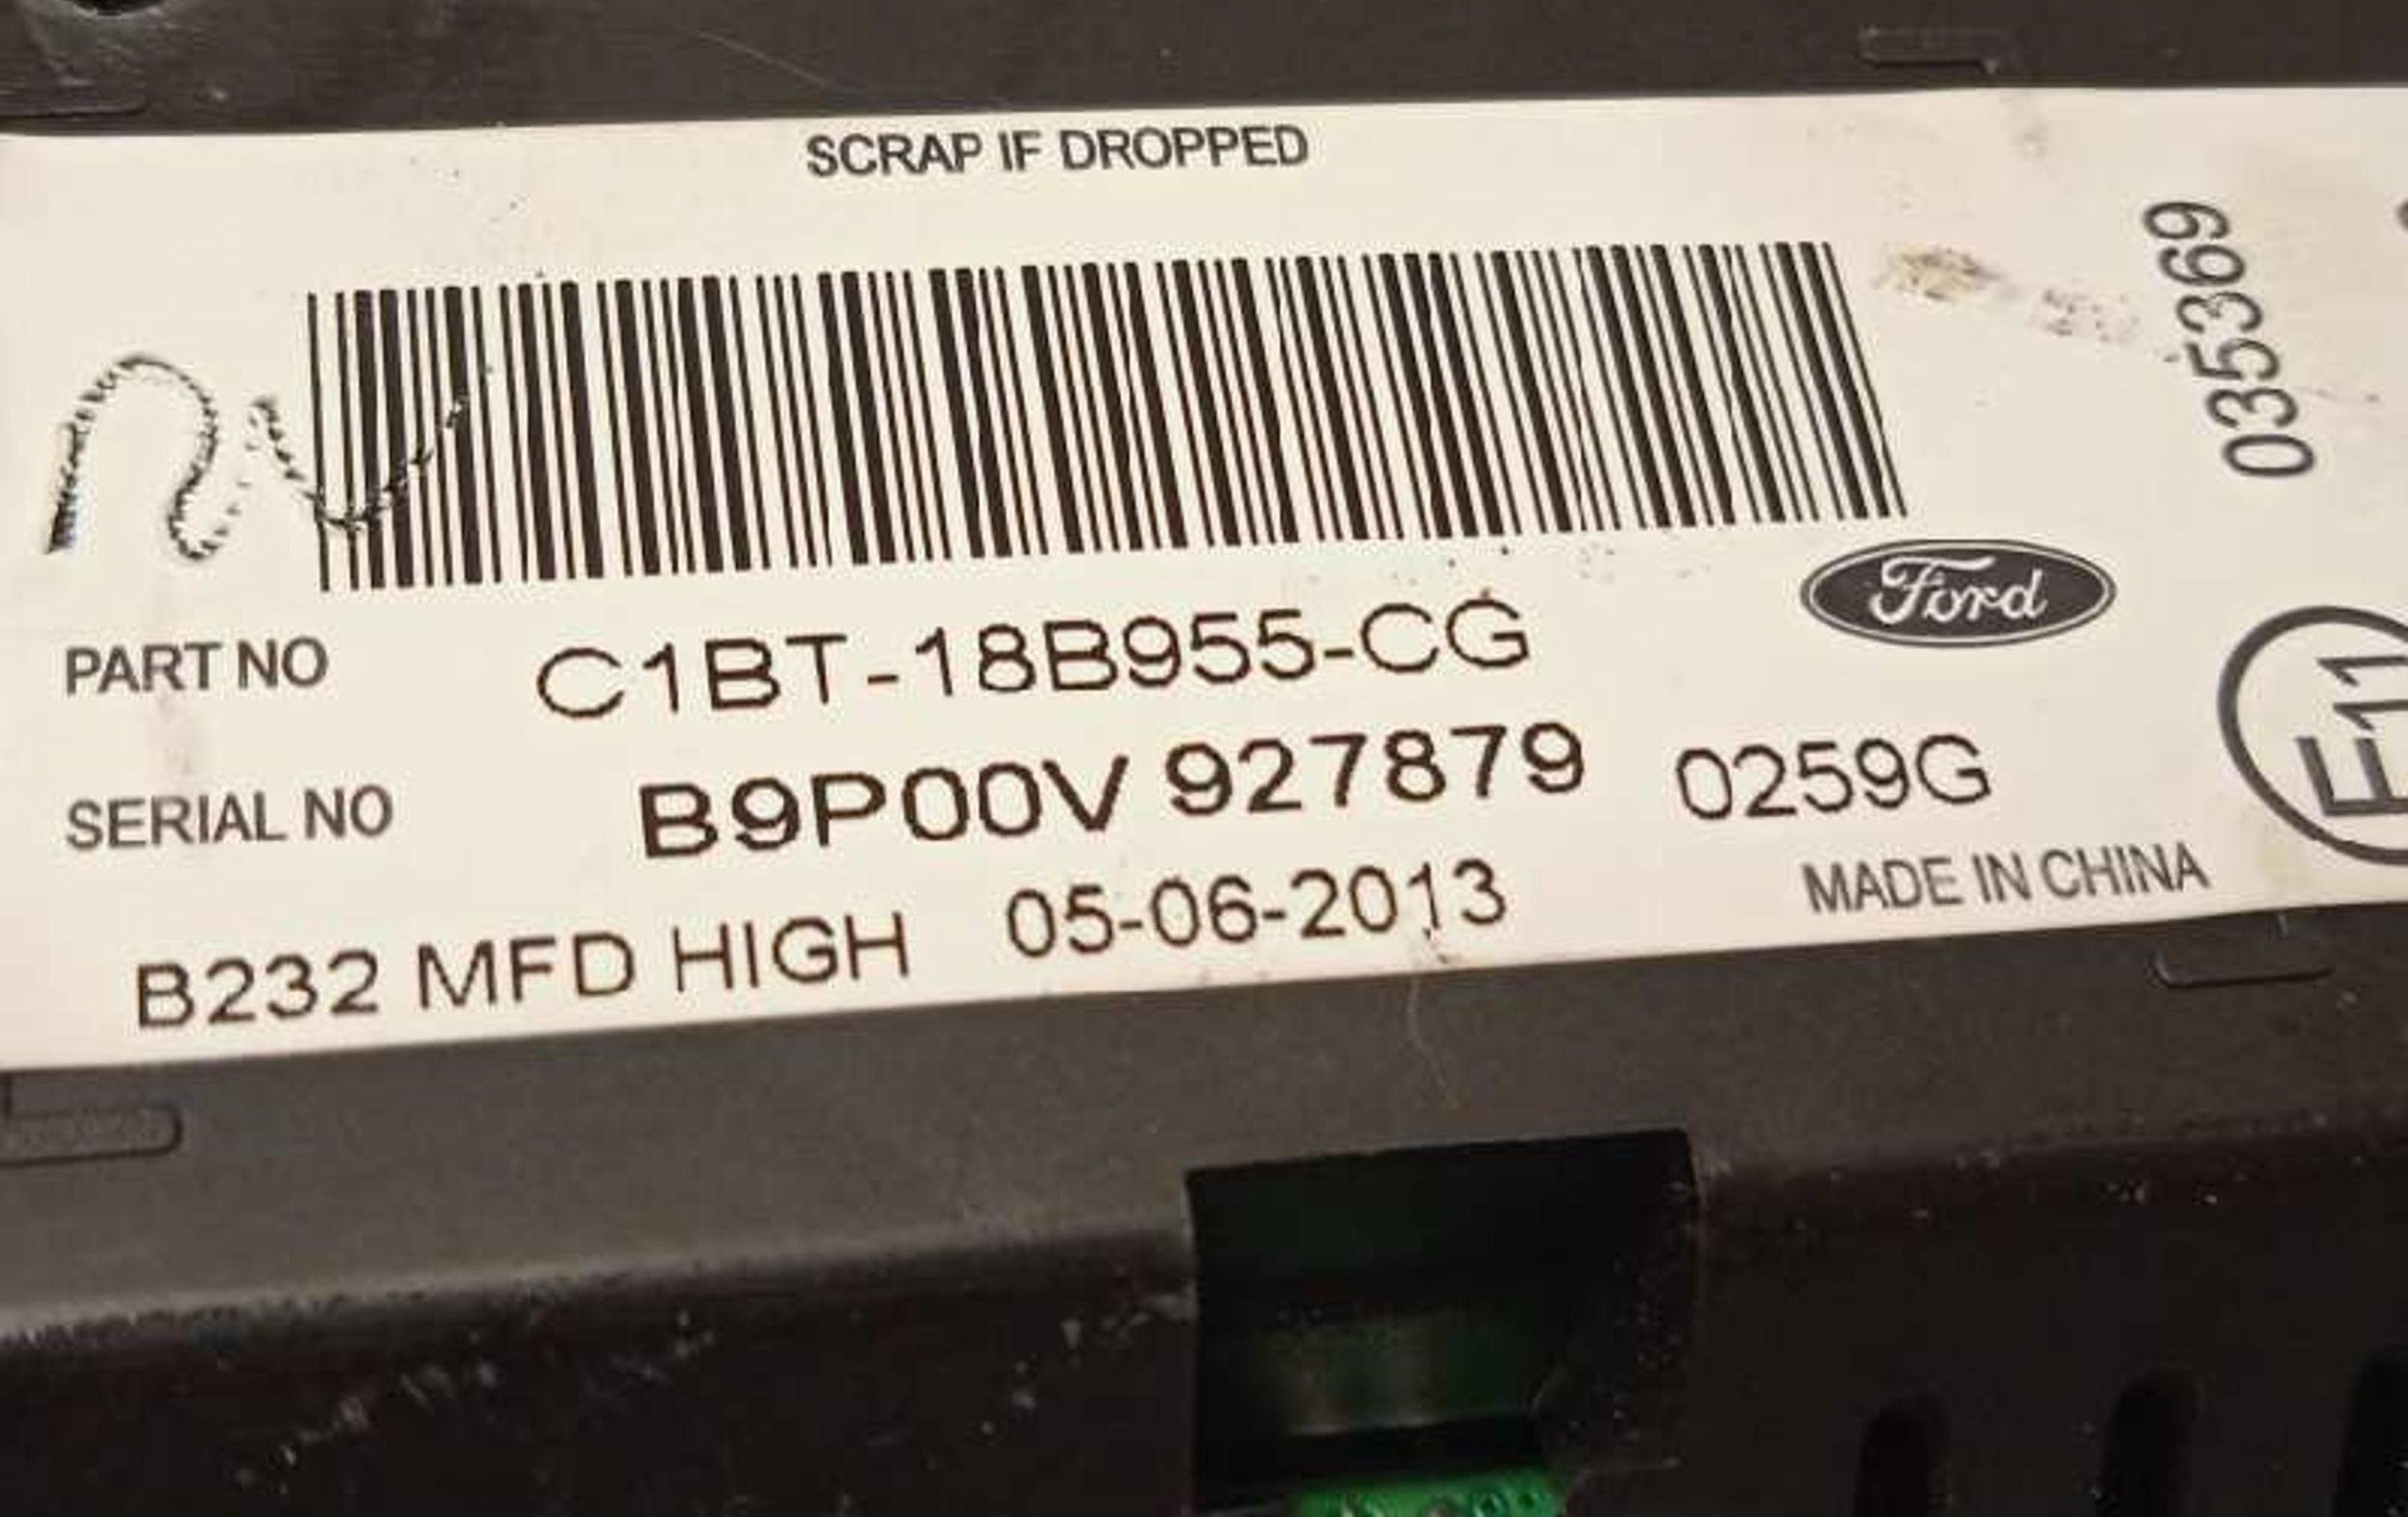 SCRAP IF DROPPED
035369
Ford
PART NO C1BT-18B955-CG
SERIAL NO B9P00V 927879 0259G
E11
B232 MFD HIGH 05-06-2013
MADE IN CHINA